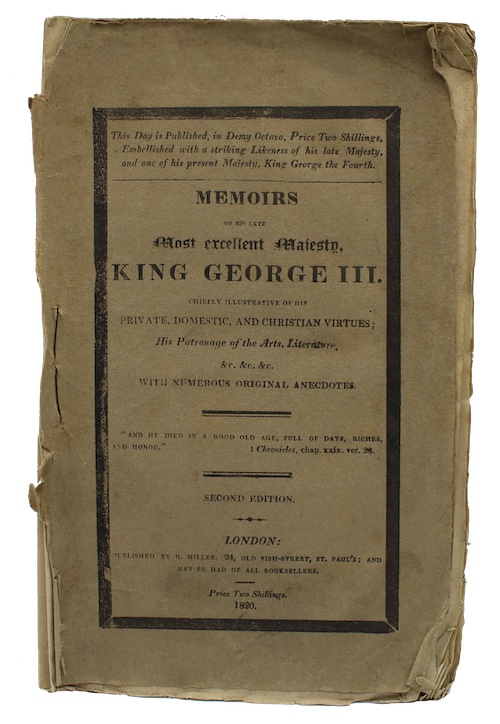 This Day is Published, in Demy Octavo, Price Two Shillings,
Embellished with a striking Likeness of his late Majesty,
and one of his present Majesty, King George the Fourth.
MEMOIRS
OF HIS LATE
Most excellent Majesty,
KING GEORGE III.
CHIEFLY ILLUSTRATIVE OF HIS
PRIVATE, DOMESTIC, AND CHRISTIAN VIRTUES;
His Patronage of the Arts, Literature,
&c. &c. &c.
WITH NUMEROUS ORIGINAL ANECDOTES.
"AND HE DIED IN A GOOD OLD AGE, FULL OF DAYS, RICHES,
AND HONOR." 1 Chronicles, chap. xxix. ver. 28.
SECOND EDITION.
LONDON:
PUBLISHED BY R. MILLER, 24, OLD FISH-STREET, ST. PAUL'S; AND
MAY BE HAD OF ALL BOOKSELLERS.
Price Two Shillings.
1820.